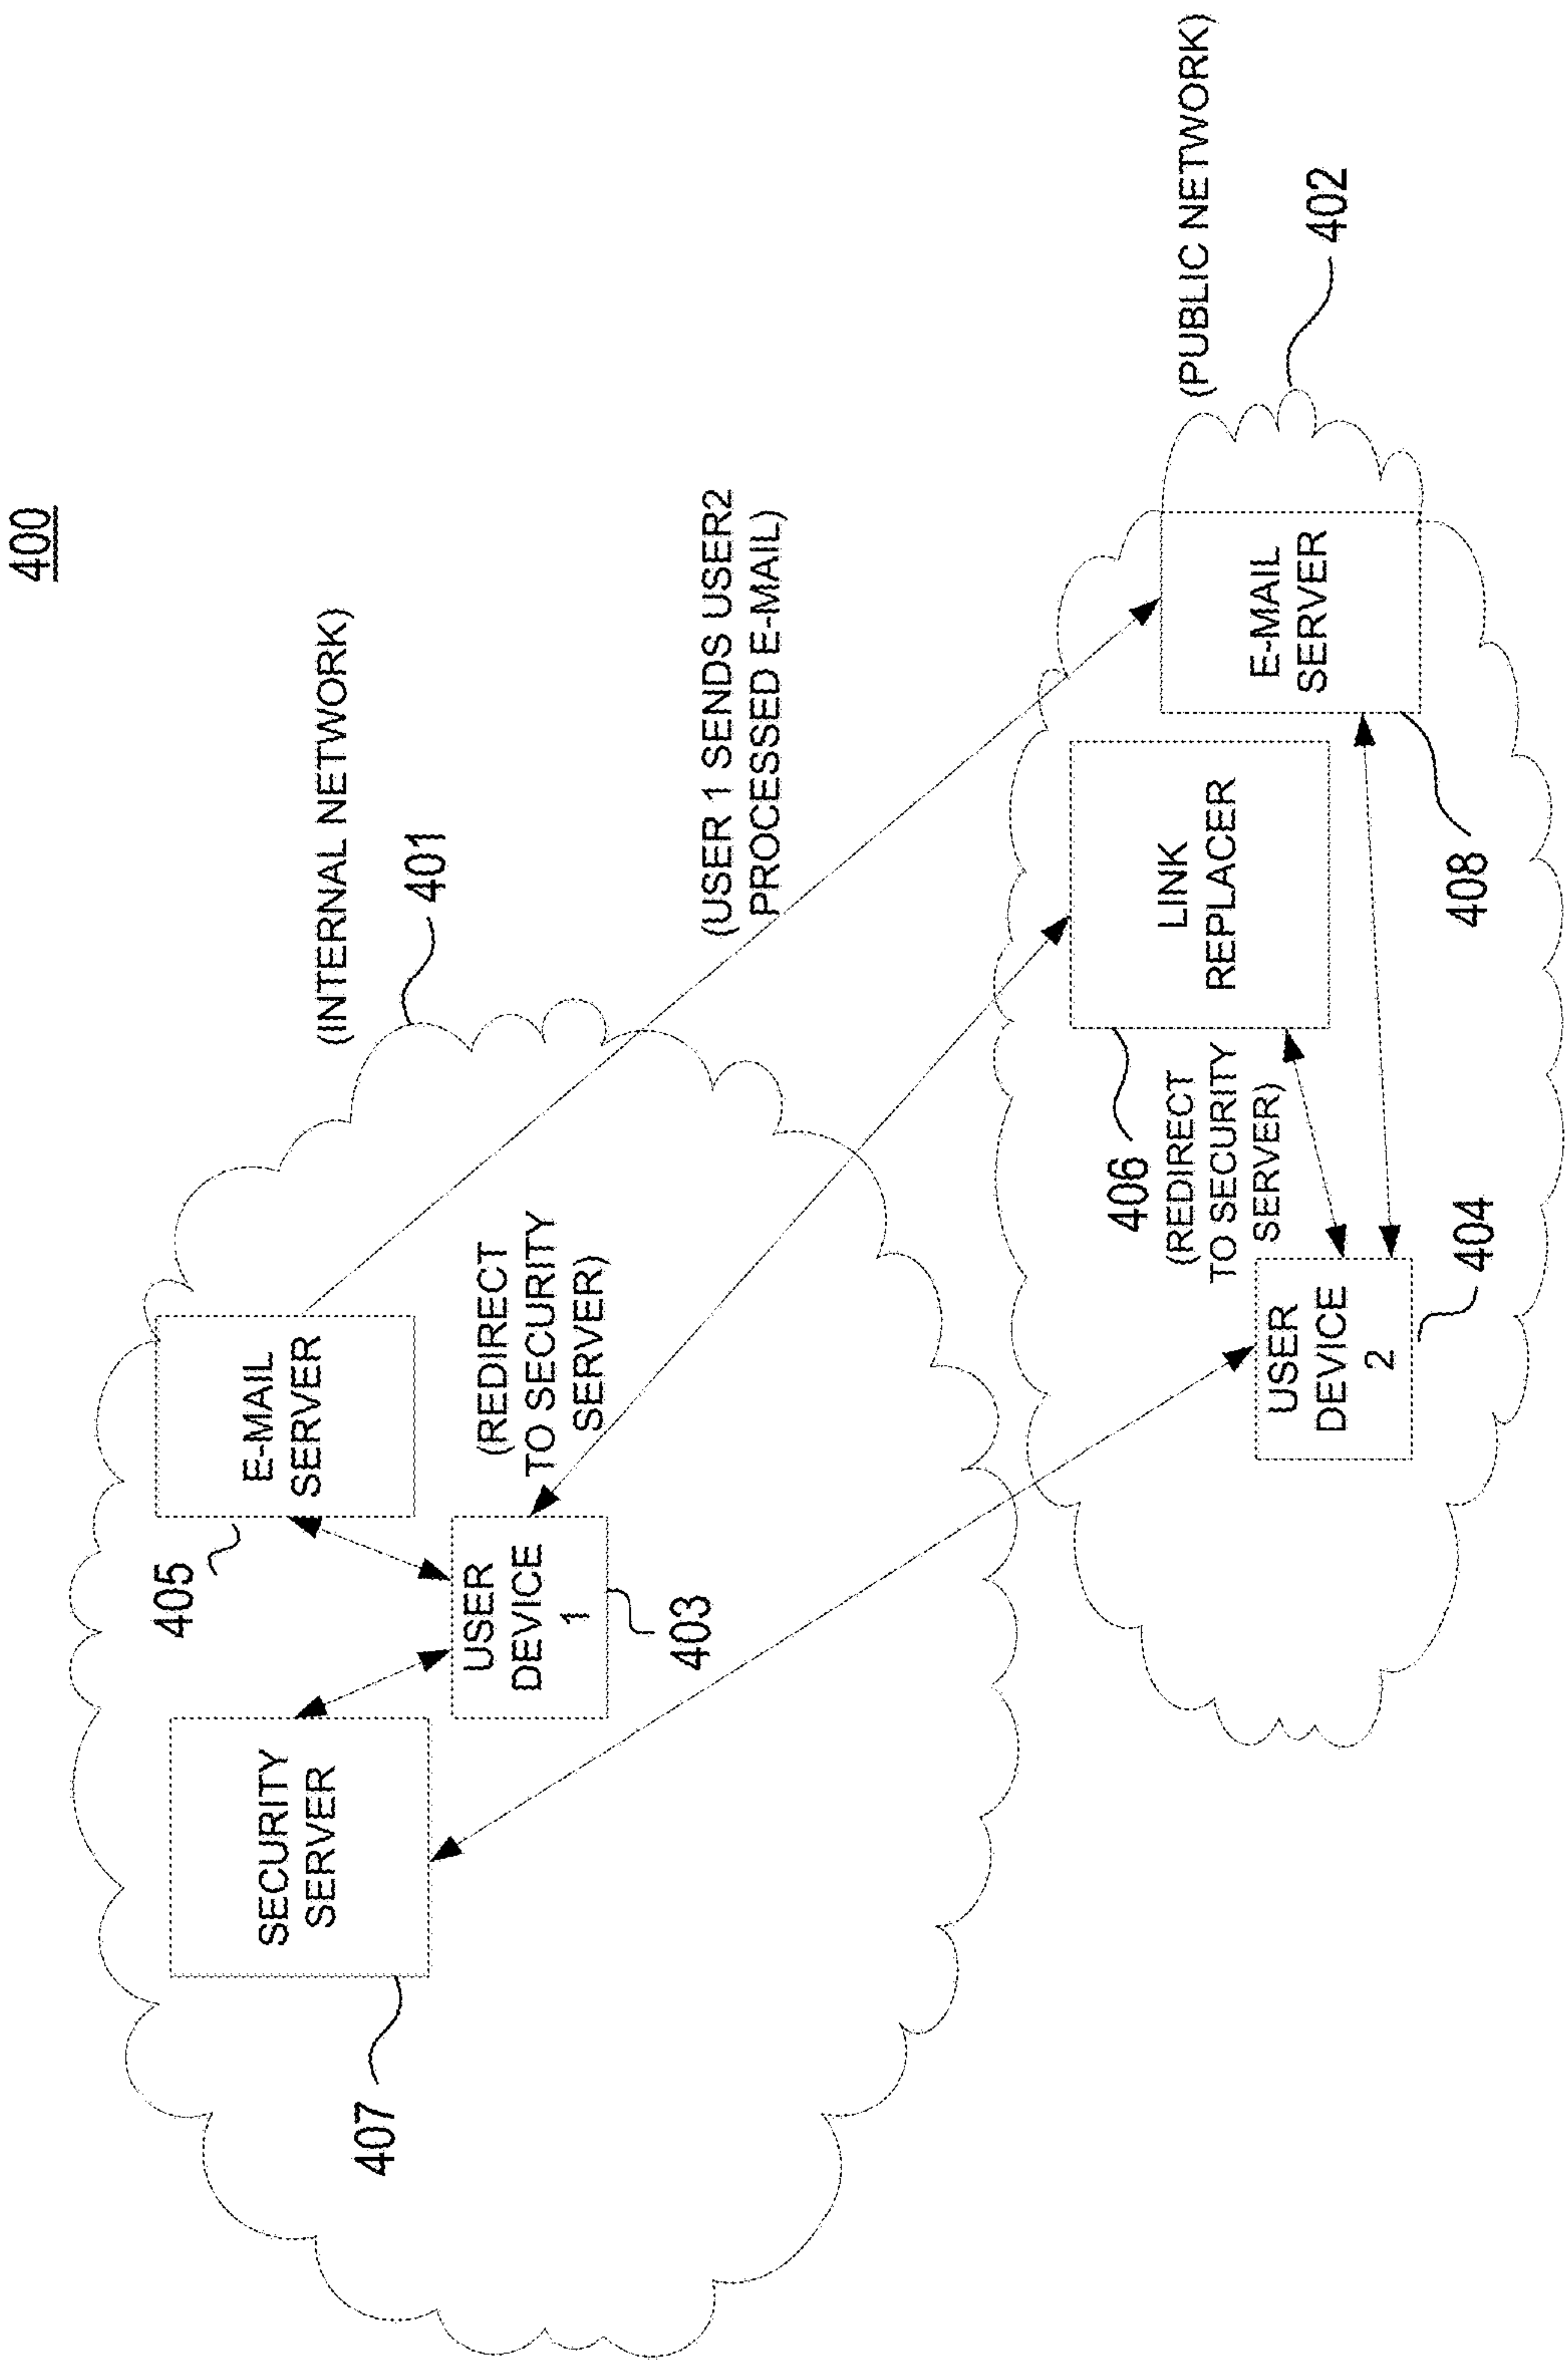 400
(INTERNAL NETWORK)
401
E-MAIL
SERVER
405
SECURITY
SERVER
407
USER
DEVICE
1
403
(REDIRECT
TO SECURITY
SERVER)
(USER 1 SENDS USER2
PROCESSED E-MAIL)
(PUBLIC NETWORK)
402
E-MAIL
SERVER
408
LINK
REPLACER
406
(REDIRECT
TO SECURITY
SERVER)
USER
DEVICE
2
404